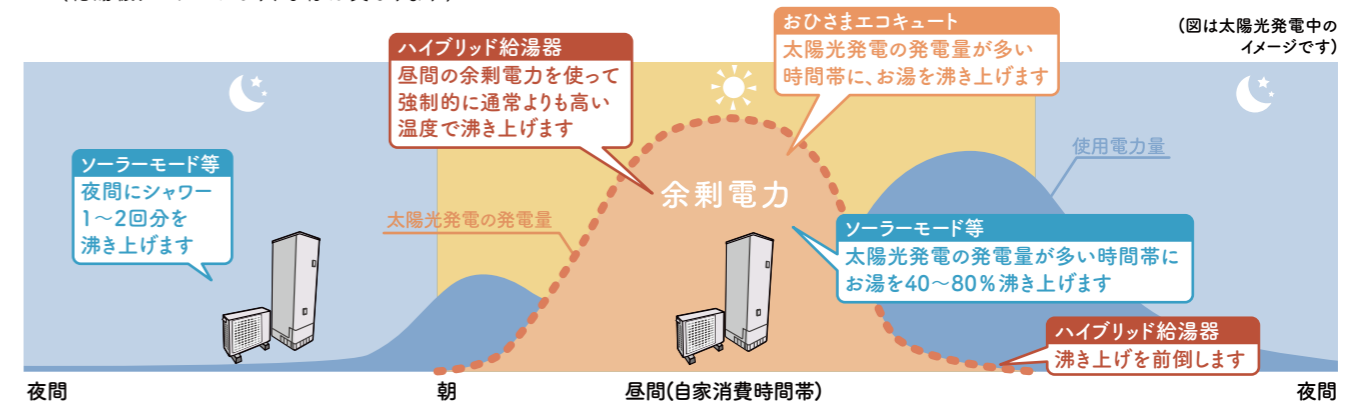 (図は太陽光発電中の
イメージです)
おひさまエコキュート
太陽光発電の発電量が多い
時間帯に、お湯を沸き上げます
ハイブリッド給湯器
昼間の余剰電力を使って
強制的に通常よりも高い
温度で沸き上げます
ソーラーモード等
夜間にシャワー
1~2回分を
沸き上げます
太陽光発電の発電量
余剰電力
使用電力量
ソーラーモード等
太陽光発電の発電量が多い時間帯に
お湯を40~80%沸き上げます
ハイブリッド給湯器
沸き上げを前倒します
夜間
朝
昼間(自家消費時間帯)
夜間